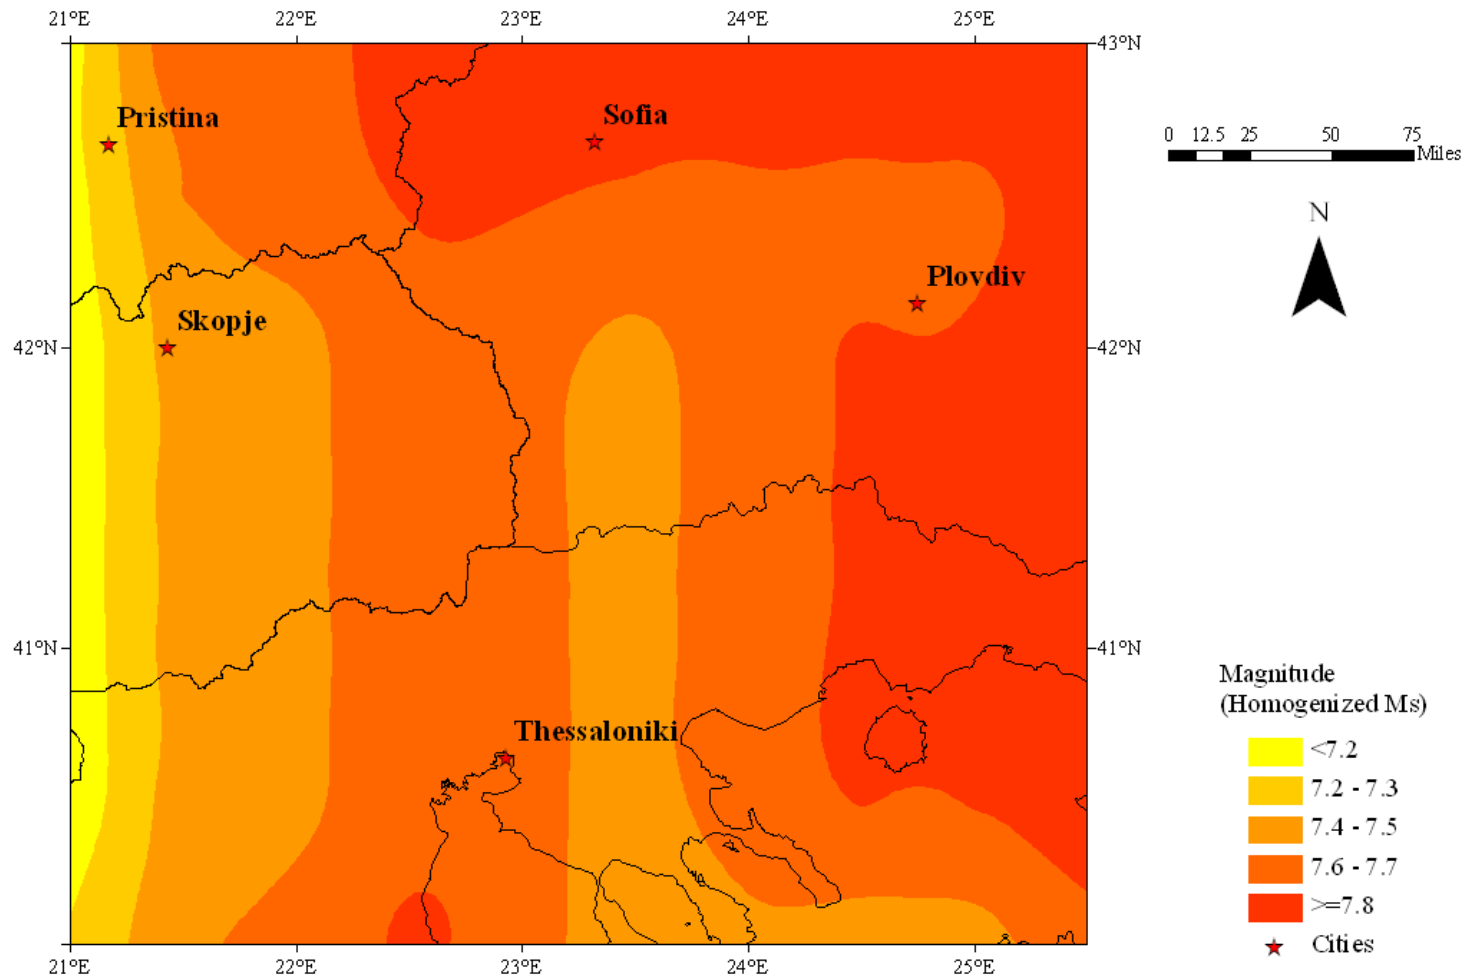 21°E 22°E 23°E 24°E 25°E
43°N
Pristina
Sofia
0 12.5 25 50 75
Miles
N
Plovdiv
Skopje
42°N 42°N
41°N 41°N
Thessaloniki
Magnitude
(Homogenized Ms)
<7.2
7.2 - 7.3
7.4 - 7.5
7.6 - 7.7
>=7.8
Cities
21°E 22°E 23°E 24°E 25°E